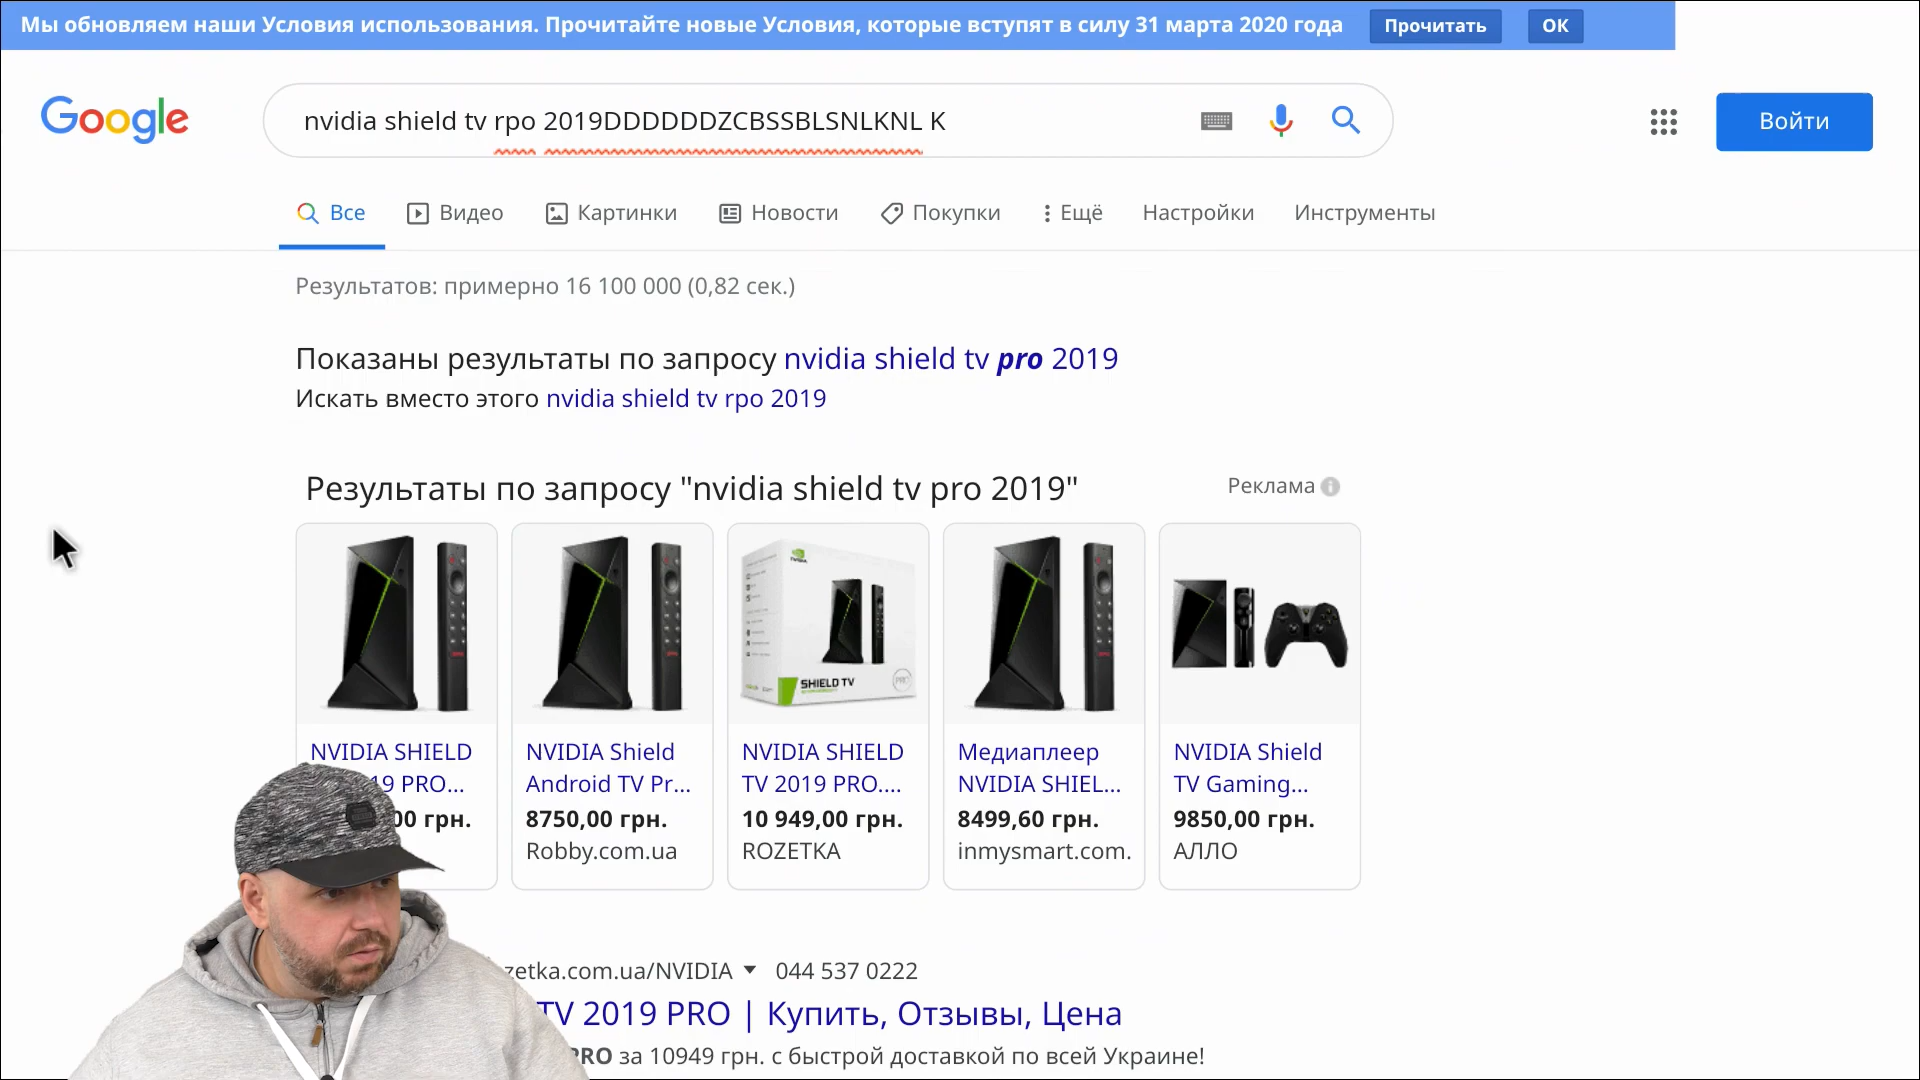 Мы обновляем наши Условия использования. Прочитайте новые Условия, которые вступят в силу 31 марта 2020 года Прочитать ОК
Google nvidia shield tv rpo 2019DDDDDDZCBSSBLSNLKNL K Войти
Все Видео Картинки Новости Покупки Ещё Настройки Инструменты
Результатов: примерно 16 100 000 (0,82 сек.)
Показаны результаты по запросу nvidia shield tv pro 2019
Искать вместо этого nvidia shield tv rpo 2019
Результаты по запросу "nvidia shield tv pro 2019" Реклама
NVIDIA
SHIELD TV
PRO
NVIDIA SHIELD
9 PRO...
00 грн.
NVIDIA Shield
Android TV Pr...
8750,00 грн.
Robby.com.ua
NVIDIA SHIELD
TV 2019 PRO....
10 949,00 грн.
ROZETKA
Медиаплеер
NVIDIA SHIEL...
8499,60 грн.
inmysmart.com.
NVIDIA Shield
TV Gaming...
9850,00 грн.
АЛЛО
zetka.com.ua/NVIDIA 044 537 0222
TV 2019 PRO | Купить, Отзывы, Цена
PRO за 10949 грн. с быстрой доставкой по всей Украине!